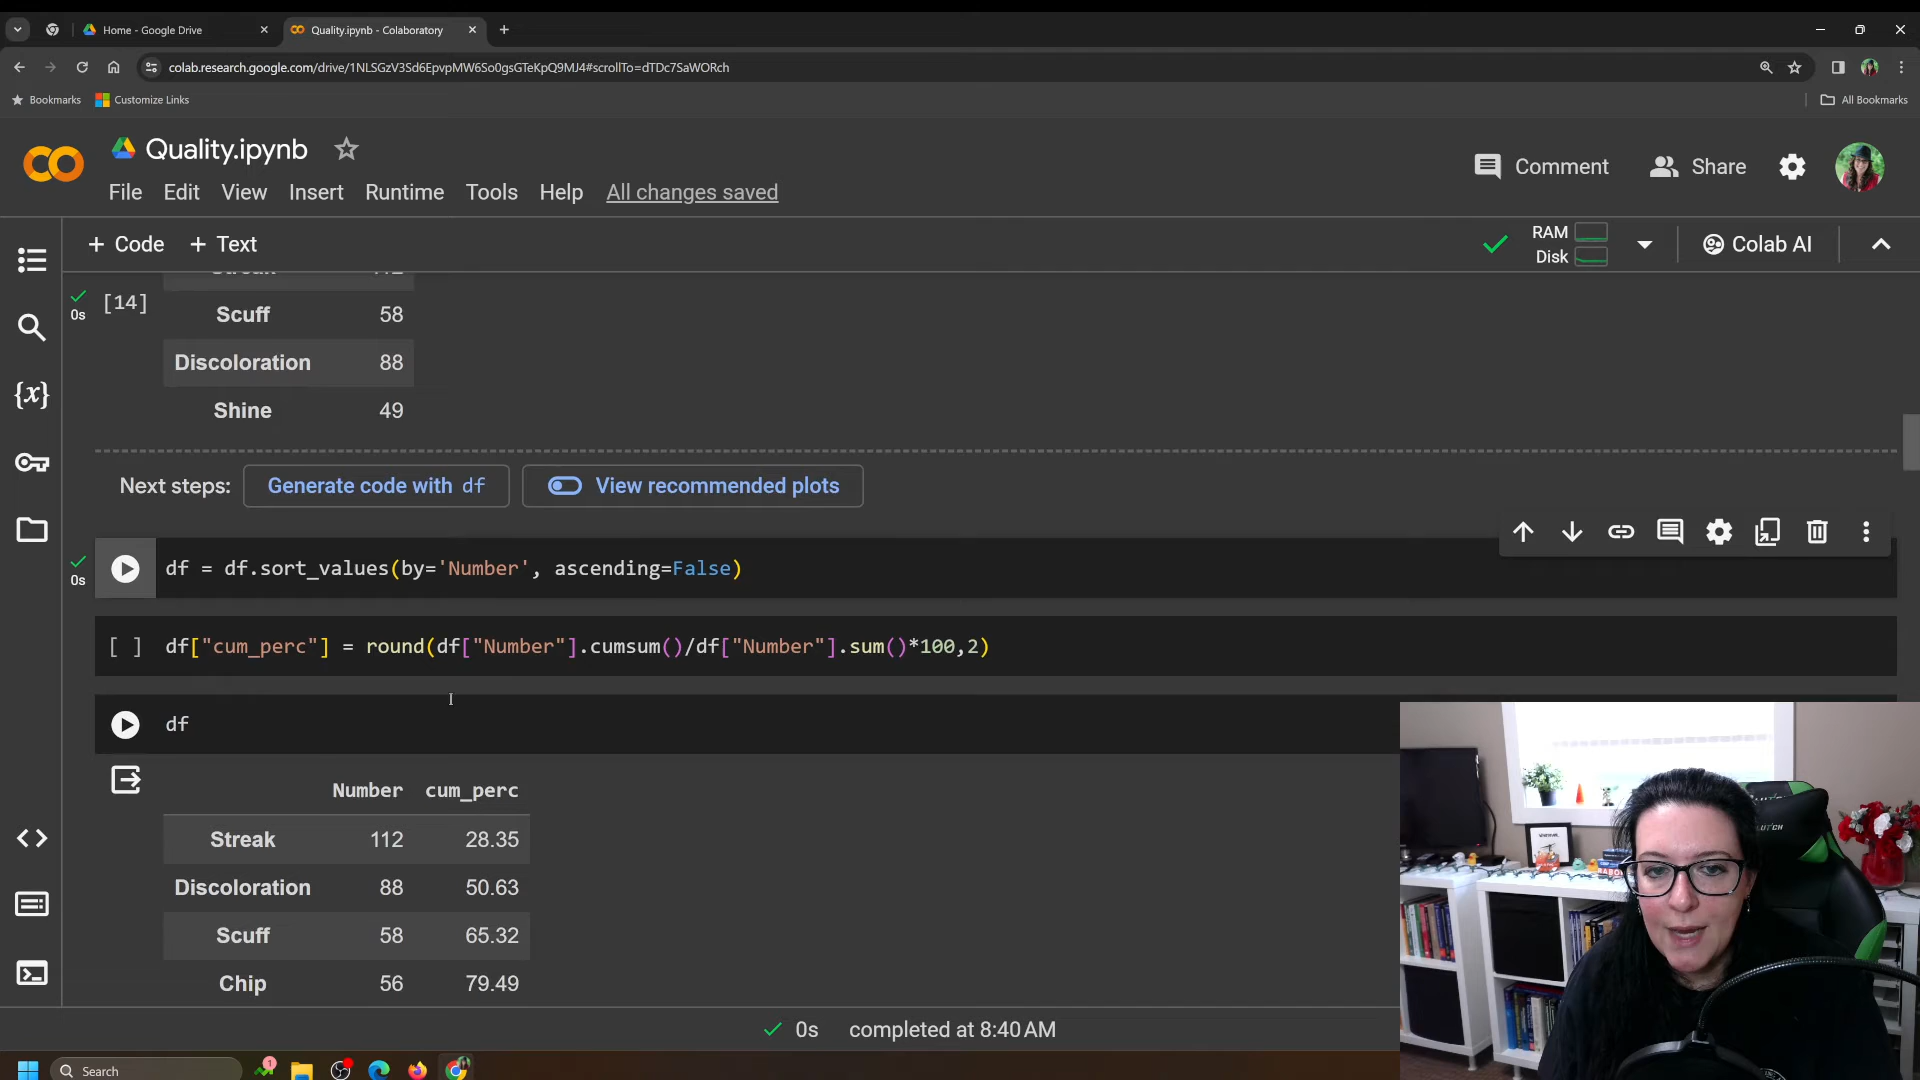 Home - Google Drive
Quality.ipynb - Colaboratory
colab.research.google.com/drive/1NLSGzV3Sd6EpvpMW6So0gsGTeKpQ9MJ4#scrollTo=dTDc7SaWORch
Bookmarks
Customize Links
All Bookmarks
Quality.ipynb
Comment
Share
File Edit View Insert Runtime Tools Help All changes saved
+ Code + Text
RAM
Disk
Colab AI
[14]
0s
Scuff 58
Discoloration 88
Shine 49
Next steps: Generate code with df View recommended plots
0s
df = df.sort_values(by='Number', ascending=False)
[ ] df["cum_perc"] = round(df["Number"].cumsum()/df["Number"].sum()*100,2)
df
Number cum_perc
Streak 112 28.35
Discoloration 88 50.63
Scuff 58 65.32
Chip 56 79.49
0s completed at 8:40 AM
Search
1